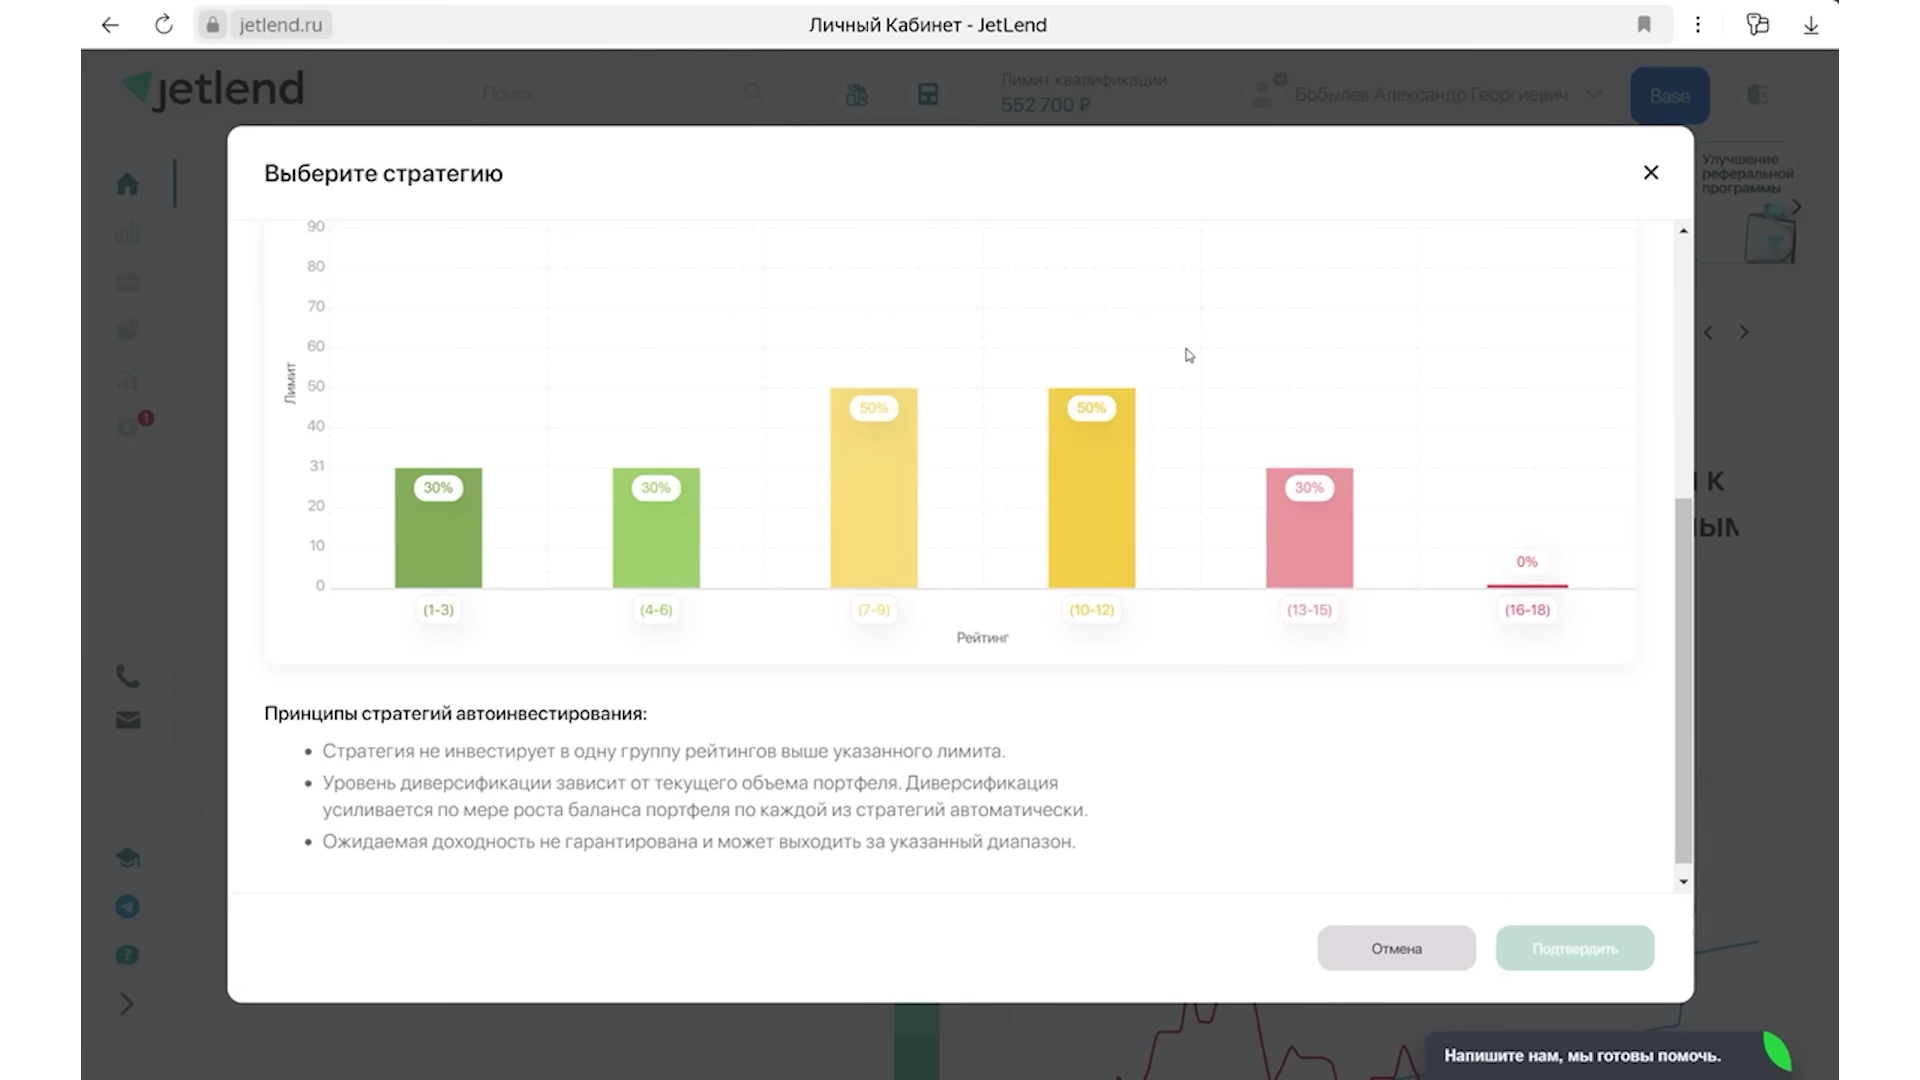 jetlend.ru
Личный Кабинет - JetLend
jetlend
Поиск
Лимит квалификации
552 700 ₽
Бобылев Александр Георгиевич
Base
Выберите стратегию
Улучшение
реферальной
программы
1
90
80
70
60
50
40
31
20
10
0
Лимит
30%
30%
50%
50%
30%
0%
(1-3)
(4-6)
(7-9)
(10-12)
(13-15)
(16-18)
Рейтинг
Принципы стратегий автоинвестирования:
• Стратегия не инвестирует в одну группу рейтингов выше указанного лимита.
• Уровень диверсификации зависит от текущего объема портфеля. Диверсификация
усиливается по мере роста баланса портфеля по каждой из стратегий автоматически.
• Ожидаемая доходность не гарантирована и может выходить за указанный диапазон.
Отмена
Подтвердить
Напишите нам, мы готовы помочь.